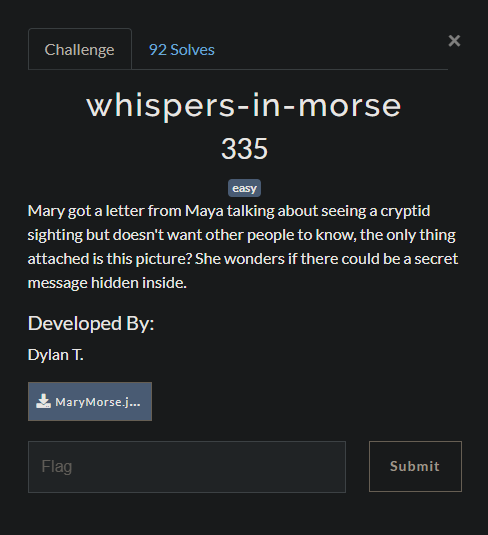 Challenge
92 Solves
×
whispers-in-morse
335
easy
Mary got a letter from Maya talking about seeing a cryptid
sighting but doesn't want other people to know, the only thing
attached is this picture? She wonders if there could be a secret
message hidden inside.
Developed By:
Dylan T.
MaryMorse.j...
Flag
Submit